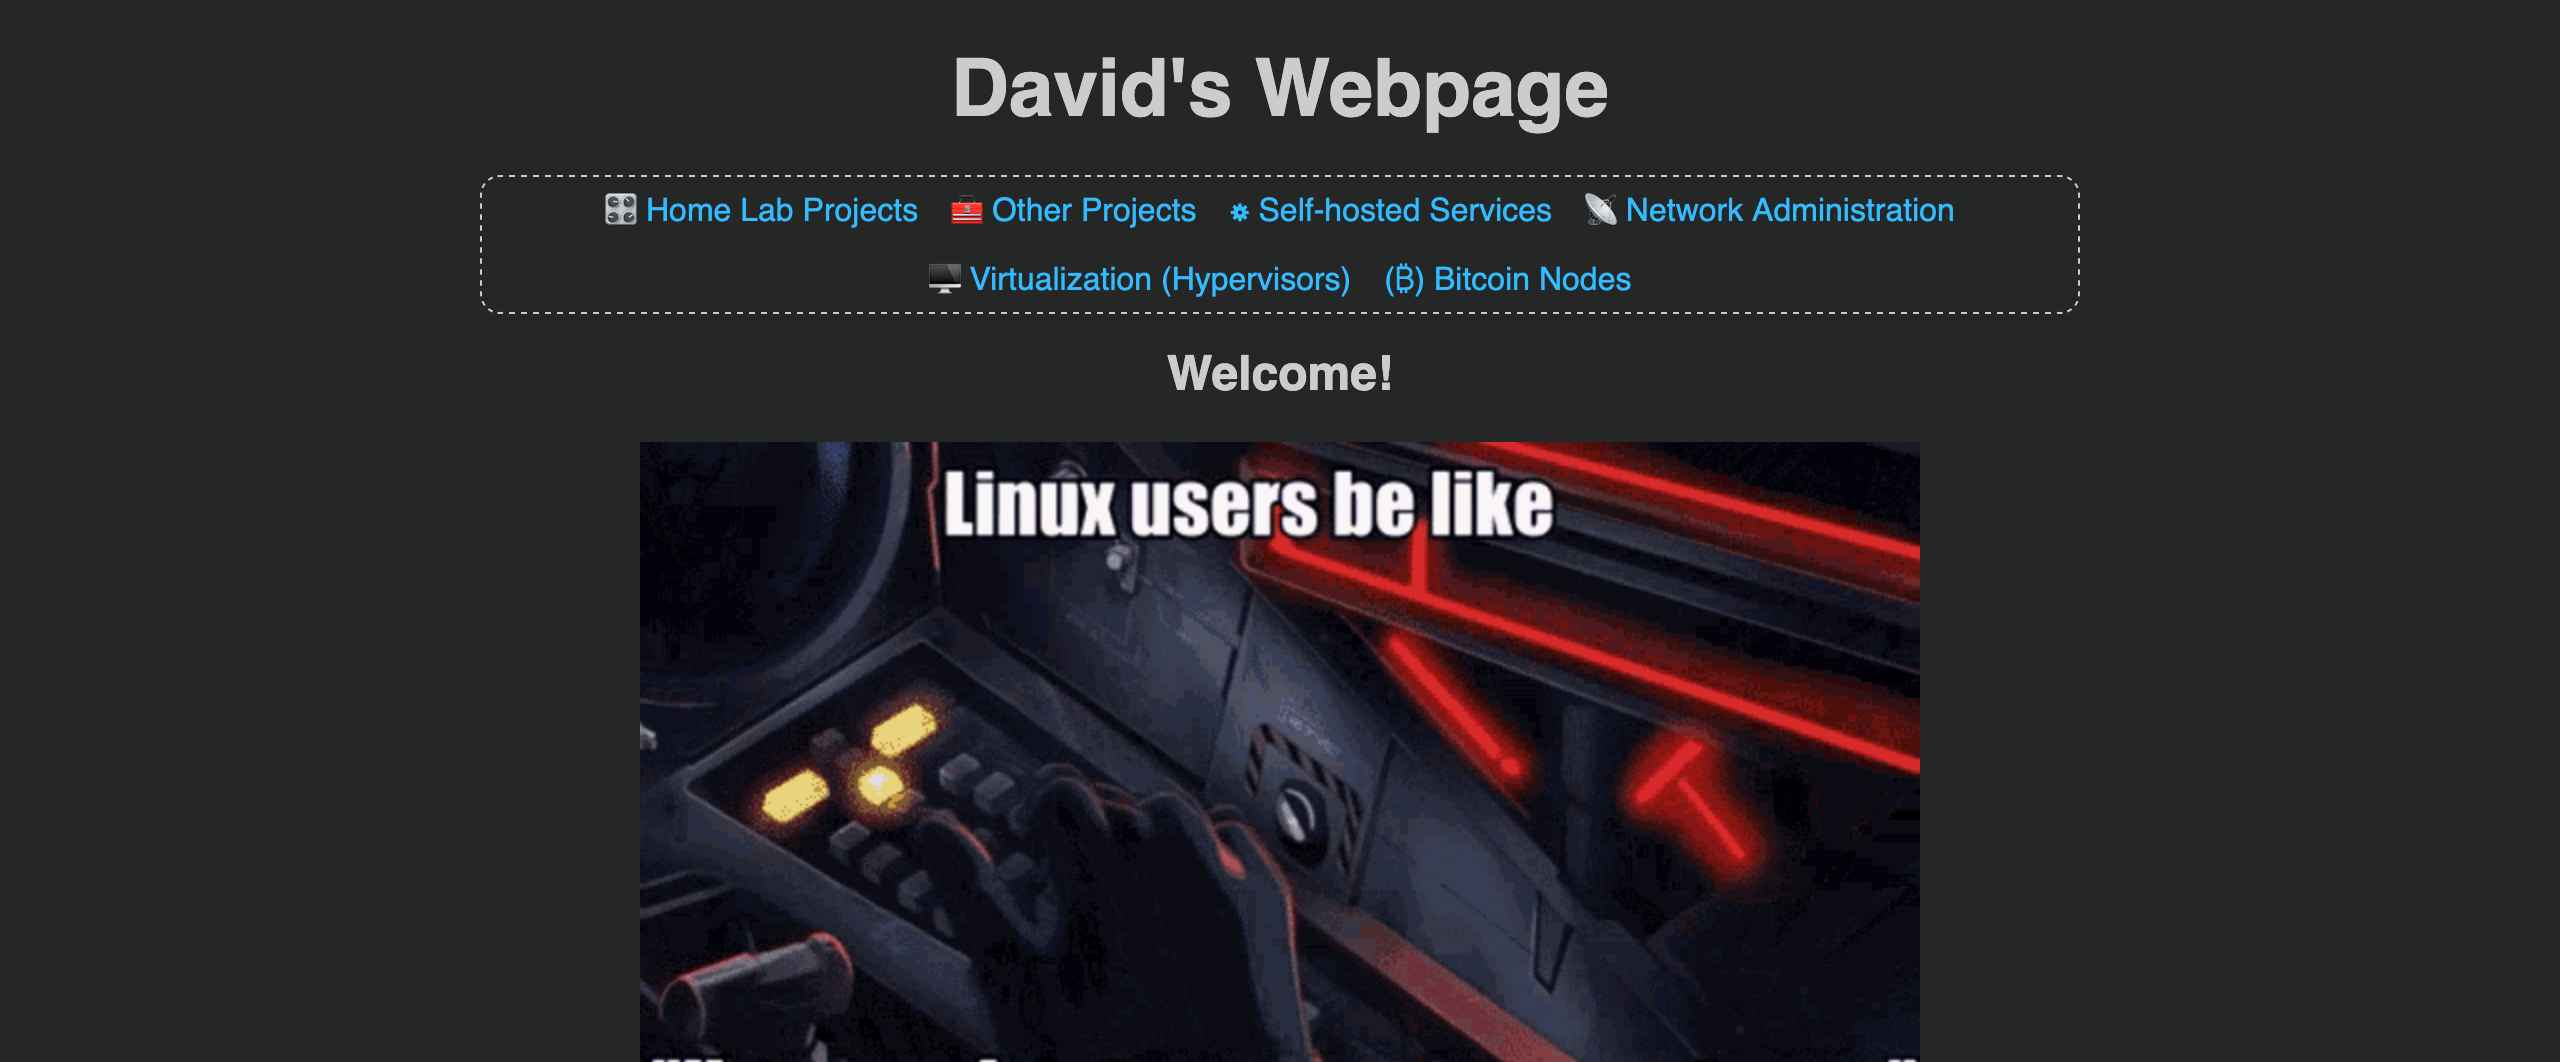 David's Webpage
🎛️ Home Lab Projects 🧰 Other Projects ⚙ Self-hosted Services 📡 Network Administration
🖥️ Virtualization (Hypervisors) (₿) Bitcoin Nodes
Welcome!
Linux users be like